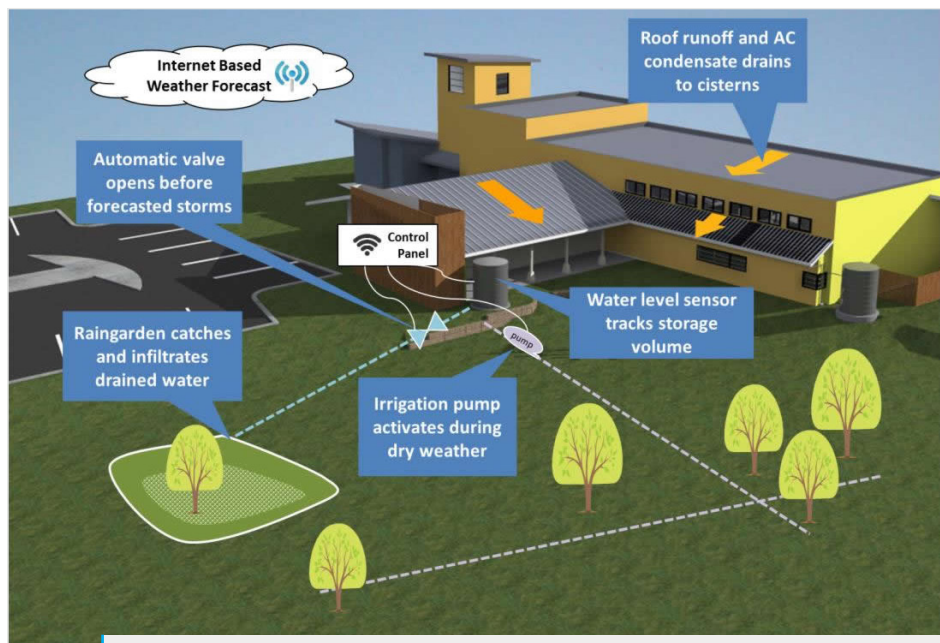 Internet Based
Weather Forecast
Roof runoff and AC
condensate drains
to cisterns
Automatic valve
opens before
forecasted storms
Control
Panel
Water level sensor
tracks storage
volume
Raingarden catches
and infiltrates
drained water
pump
Irrigation pump
activates during
dry weather